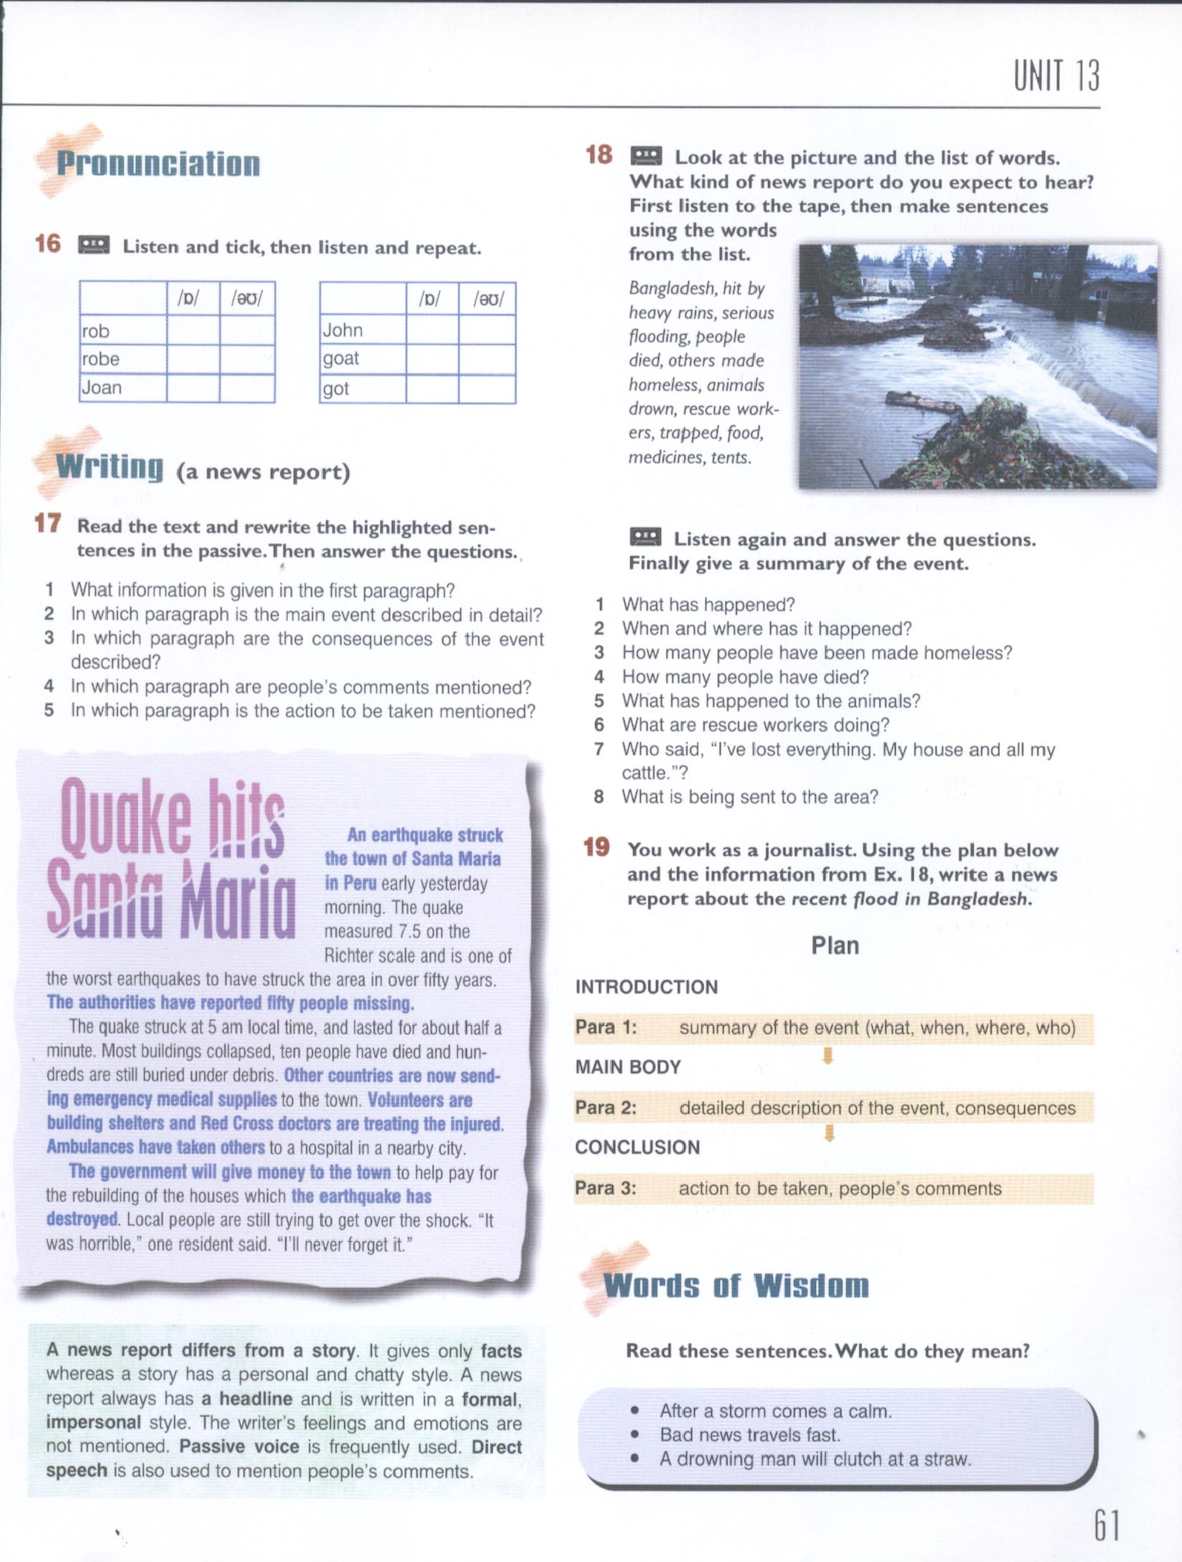 UNIT 13
Pronunciation
16 Listen and tick, then listen and repeat.
/ɒ/ /əʊ/
rob
robe
Joan
/ɒ/ /əʊ/
John
goat
got
Writing (a news report)
17 Read the text and rewrite the highlighted sen-
tences in the passive. Then answer the questions.
1 What information is given in the first paragraph?
2 In which paragraph is the main event described in detail?
3 In which paragraph are the consequences of the event
described?
4 In which paragraph are people's comments mentioned?
5 In which paragraph is the action to be taken mentioned?
Quake hits
Santa Maria
An earthquake struck
the town of Santa Maria
in Peru early yesterday
morning. The quake
measured 7.5 on the
Richter scale and is one of
the worst earthquakes to have struck the area in over fifty years.
The authorities have reported fifty people missing.
The quake struck at 5 am local time, and lasted for about half a
minute. Most buildings collapsed, ten people have died and hun-
dreds are still buried under debris. Other countries are now send-
ing emergency medical supplies to the town. Volunteers are
building shelters and Red Cross doctors are treating the injured.
Ambulances have taken others to a hospital in a nearby city.
The government will give money to the town to help pay for
the rebuilding of the houses which the earthquake has
destroyed. Local people are still trying to get over the shock. “It
was horrible,” one resident said. “I'll never forget it.”
A news report differs from a story. It gives only facts
whereas a story has a personal and chatty style. A news
report always has a headline and is written in a formal,
impersonal style. The writer's feelings and emotions are
not mentioned. Passive voice is frequently used. Direct
speech is also used to mention people's comments.
18 Look at the picture and the list of words.
What kind of news report do you expect to hear?
First listen to the tape, then make sentences
using the words
from the list.
Bangladesh, hit by
heavy rains, serious
flooding, people
died, others made
homeless, animals
drown, rescue work-
ers, trapped, food,
medicines, tents.
Listen again and answer the questions.
Finally give a summary of the event.
1 What has happened?
2 When and where has it happened?
3 How many people have been made homeless?
4 How many people have died?
5 What has happened to the animals?
6 What are rescue workers doing?
7 Who said, “I've lost everything. My house and all my
cattle.”?
8 What is being sent to the area?
19 You work as a journalist. Using the plan below
and the information from Ex. 18, write a news
report about the recent flood in Bangladesh.
Plan
INTRODUCTION
Para 1: summary of the event (what, when, where, who)
MAIN BODY
Para 2: detailed description of the event, consequences
CONCLUSION
Para 3: action to be taken, people's comments
Words of Wisdom
Read these sentences. What do they mean?
• After a storm comes a calm.
• Bad news travels fast.
• A drowning man will clutch at a straw.
61